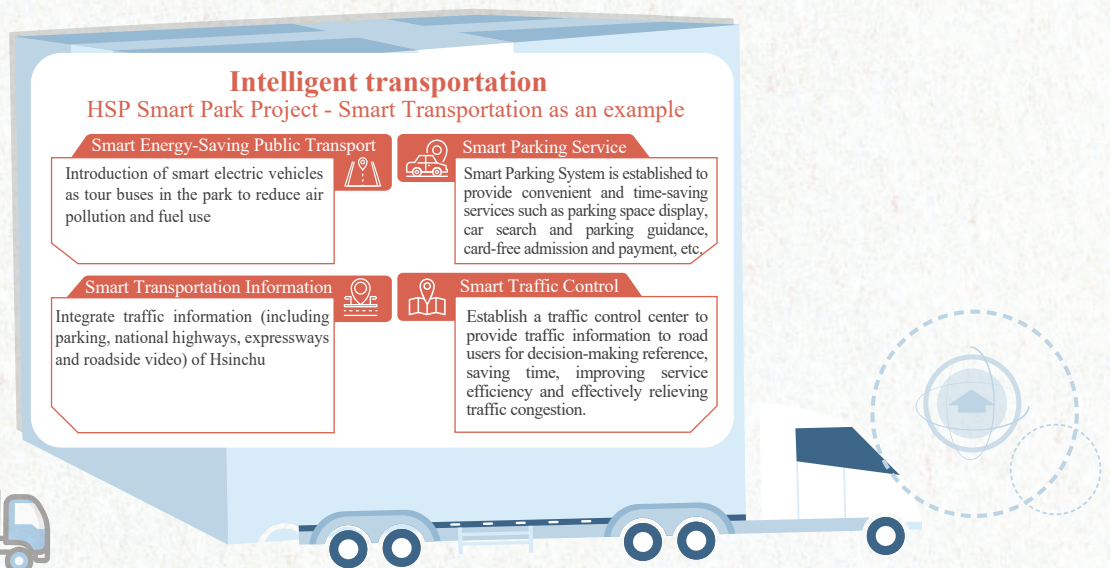 Intelligent transportation
HSP Smart Park Project - Smart Transportation as an example
Smart Energy-Saving Public Transport
Introduction of smart electric vehicles
as tour buses in the park to reduce air
pollution and fuel use
Smart Parking Service
Smart Parking System is established to
provide convenient and time-saving
services such as parking space display,
car search and parking guidance,
card-free admission and payment, etc.
Smart Transportation Information
Integrate traffic information (including
parking, national highways, expressways
and roadside video) of Hsinchu
Smart Traffic Control
Establish a traffic control center to
provide traffic information to road
users for decision-making reference,
saving time, improving service
efficiency and effectively relieving
traffic congestion.